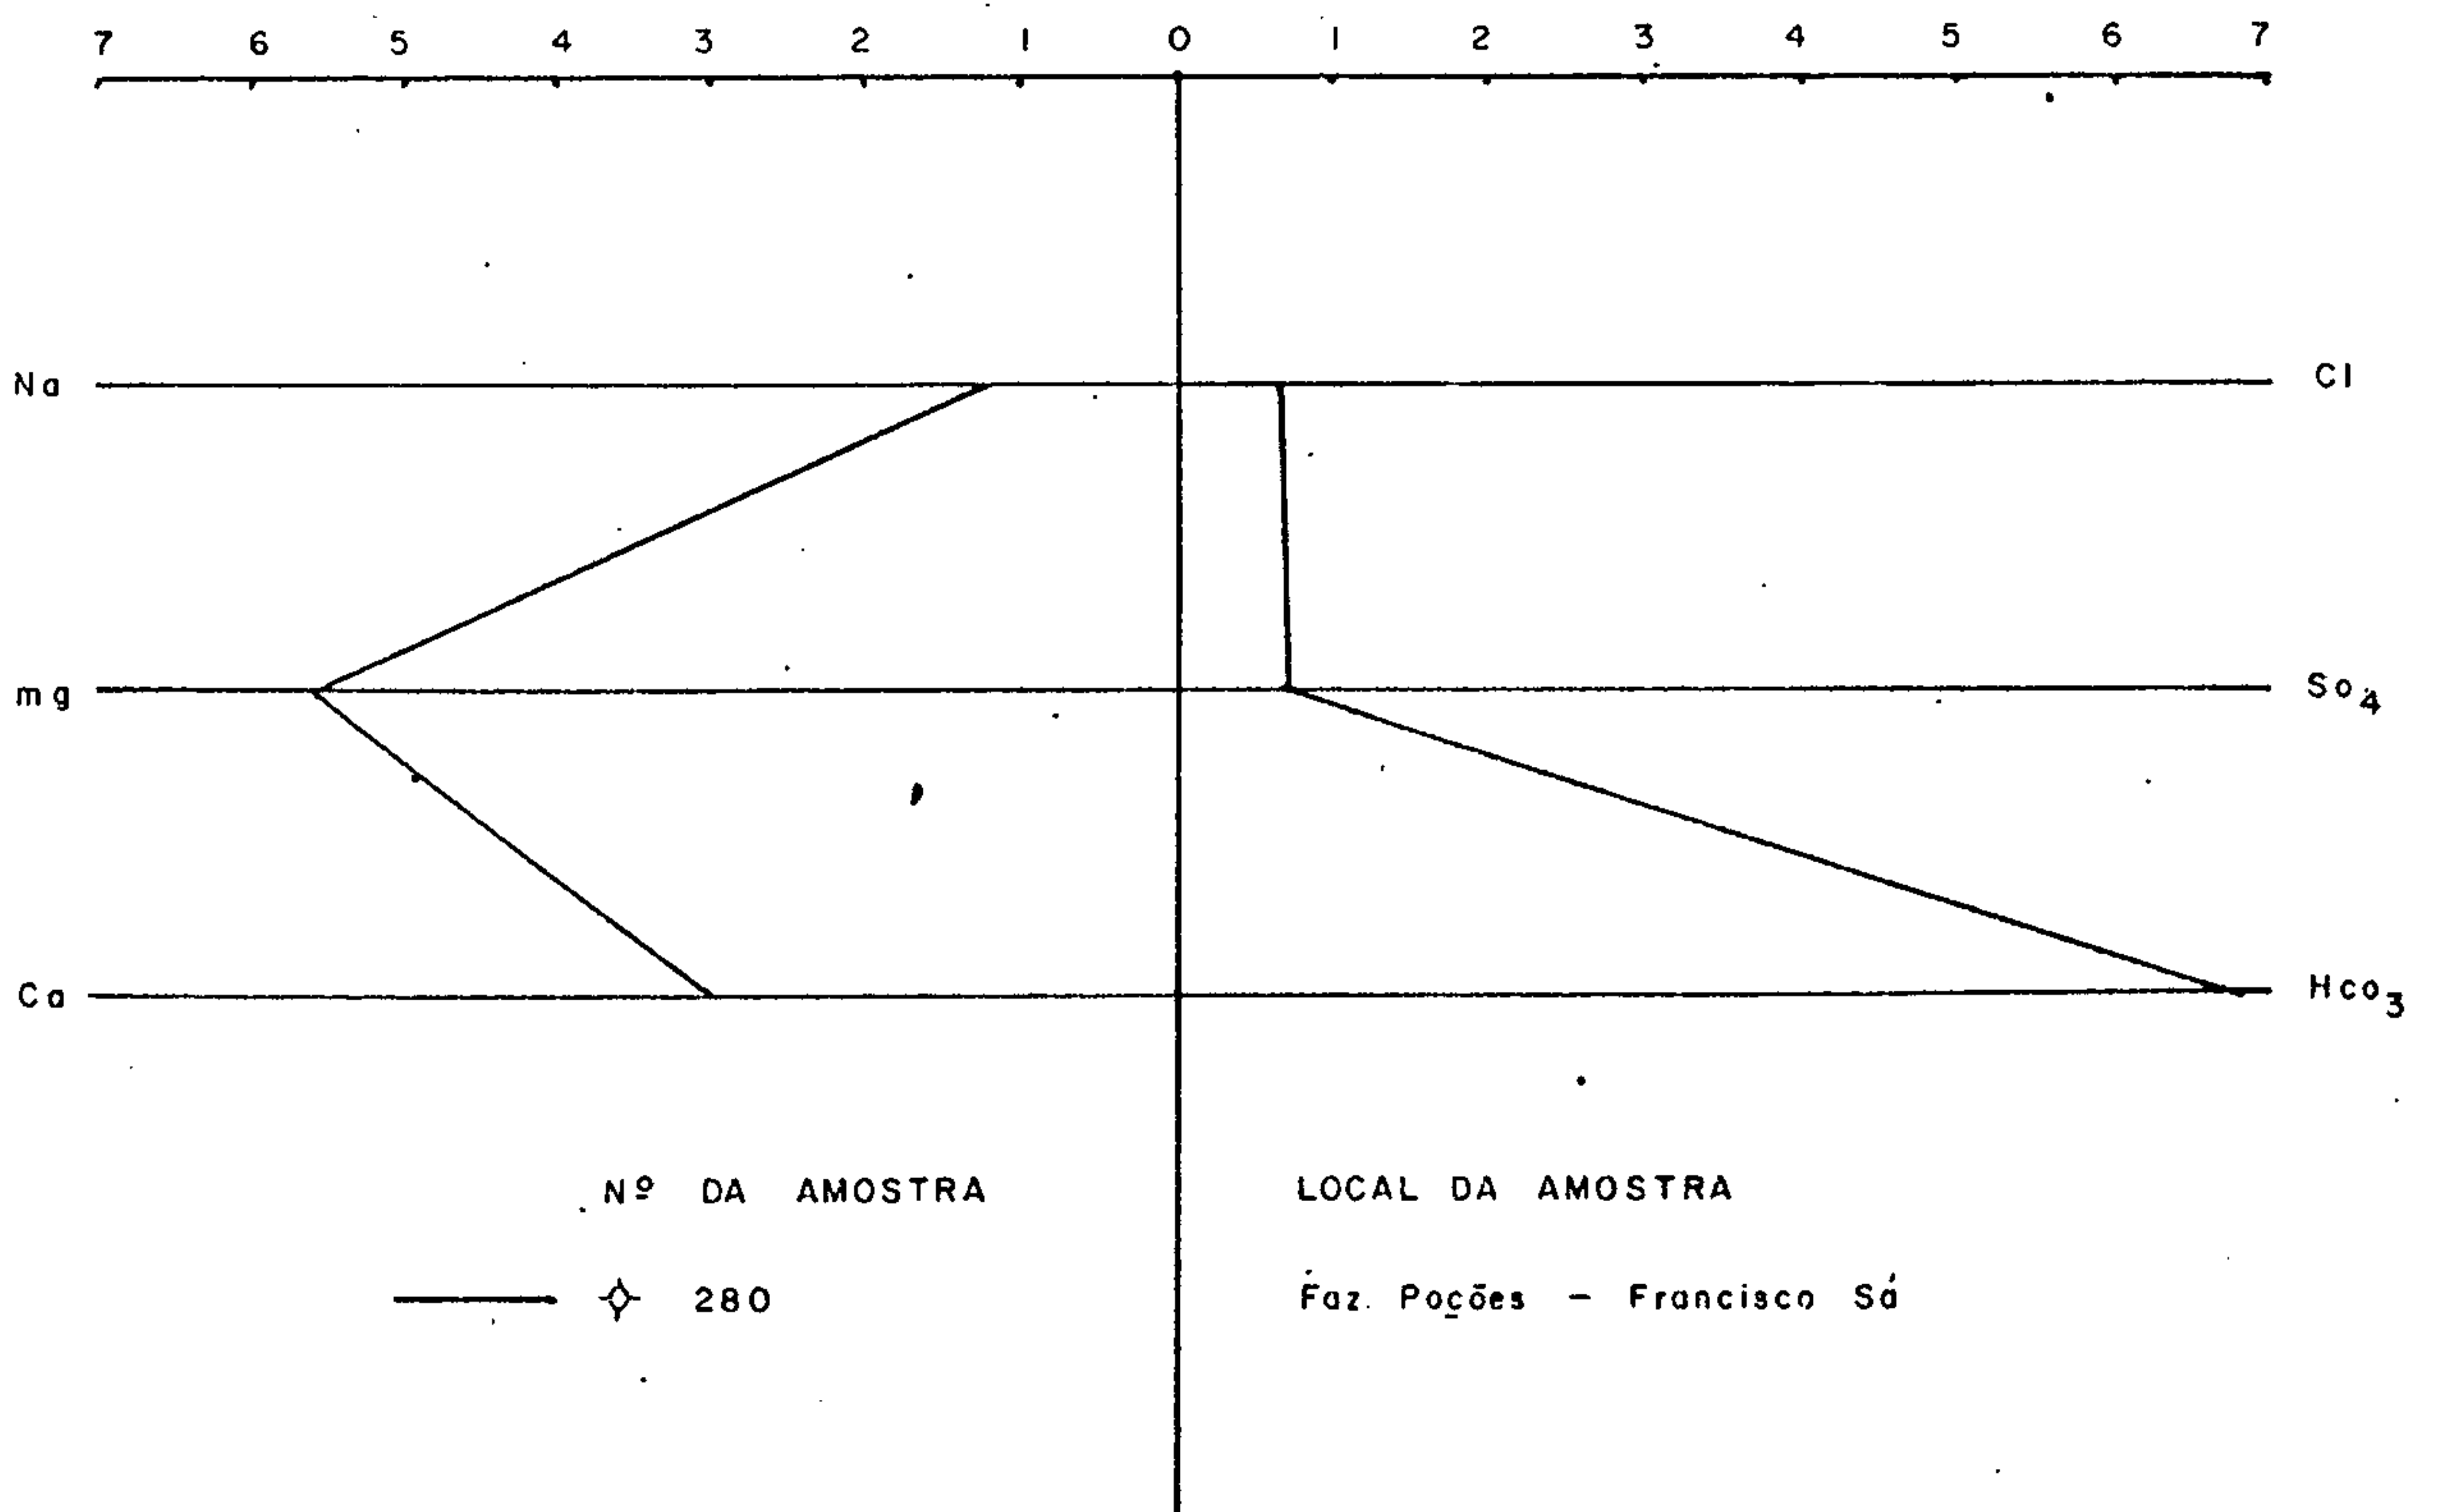 7 6 5 4 3 2 1 0 1 2 3 4 5 6 7
Na Cl
mg So4
Ca Hco3
Nº DA AMOSTRA LOCAL DA AMOSTRA
280 Faz. Poções - Francisco Sá